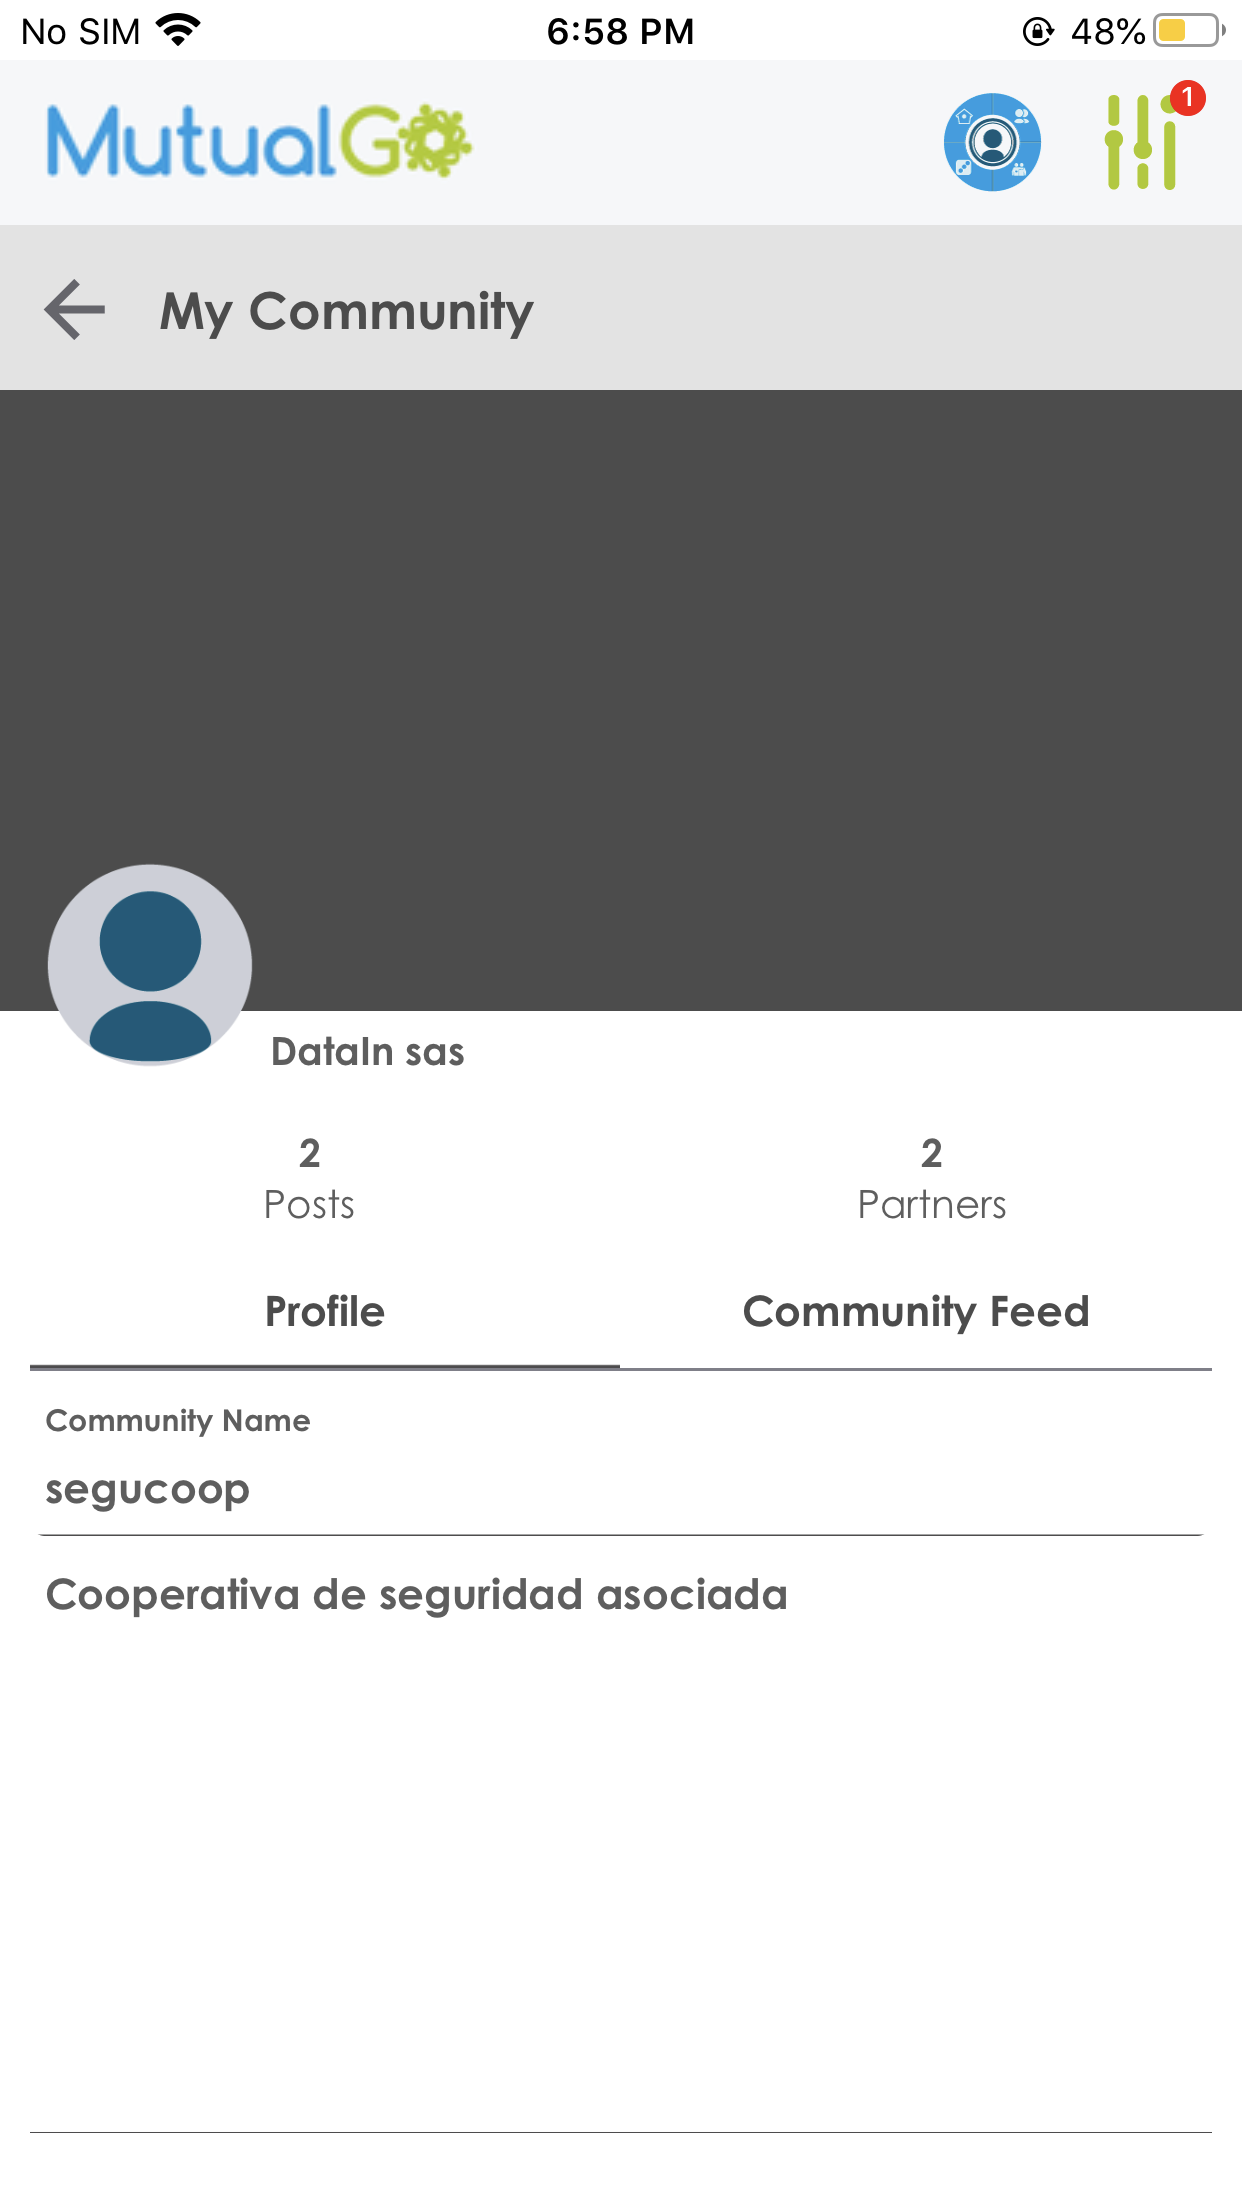 No SIM 6:58 PM 48%
MutualGo 1
My Community
DataIn sas
2 2
Posts Partners
Profile Community Feed
Community Name
segucoop
Cooperativa de seguridad asociada